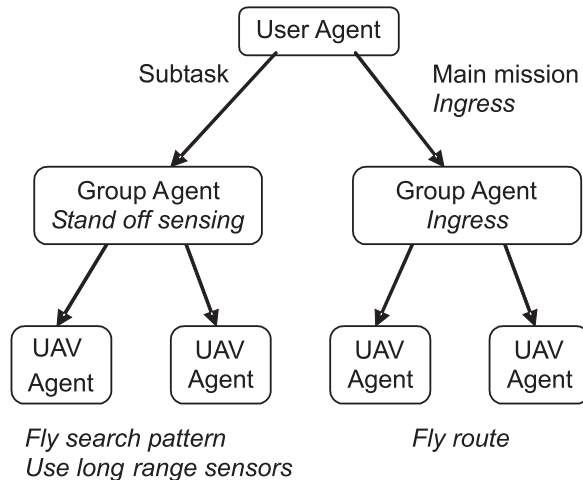 User Agent
Subtask
Main mission
Ingress
Group Agent
Stand off sensing
Group Agent
Ingress
UAV
Agent
UAV
Agent
UAV
Agent
UAV
Agent
Fly search pattern
Use long range sensors
Fly route